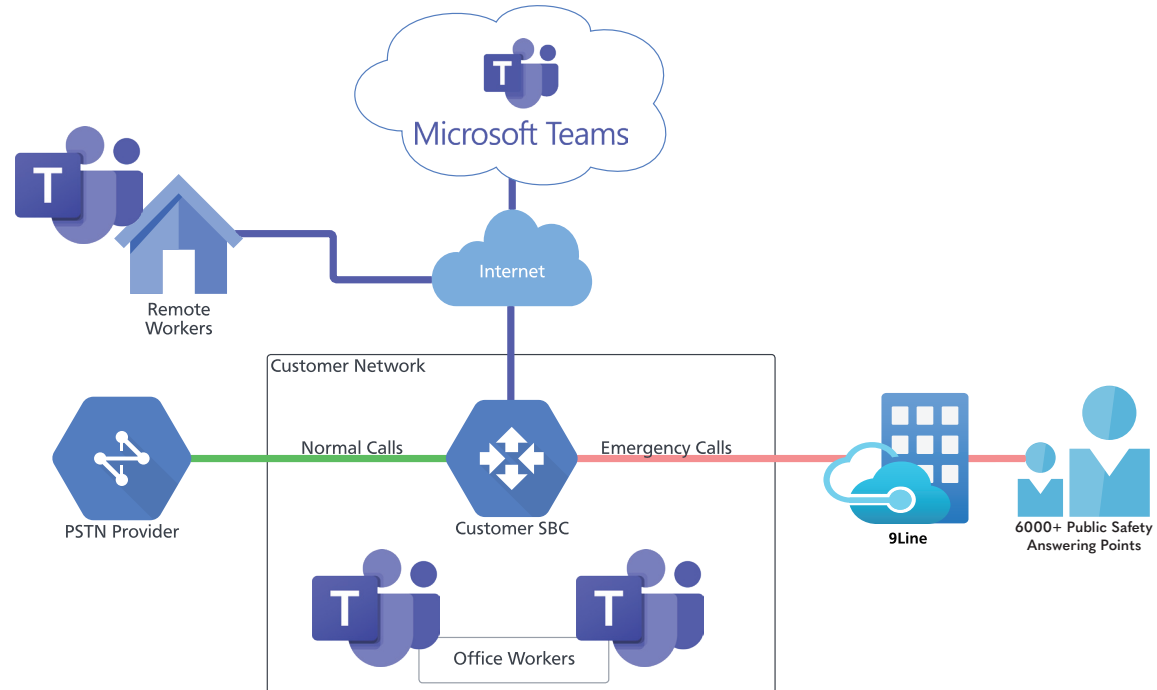 T
Microsoft Teams
T
Internet
Remote
Workers
Customer Network
Normal Calls
Emergency Calls
PSTN Provider
Customer SBC
9Line
6000+ Public Safety
Answering Points
T
T
Office Workers